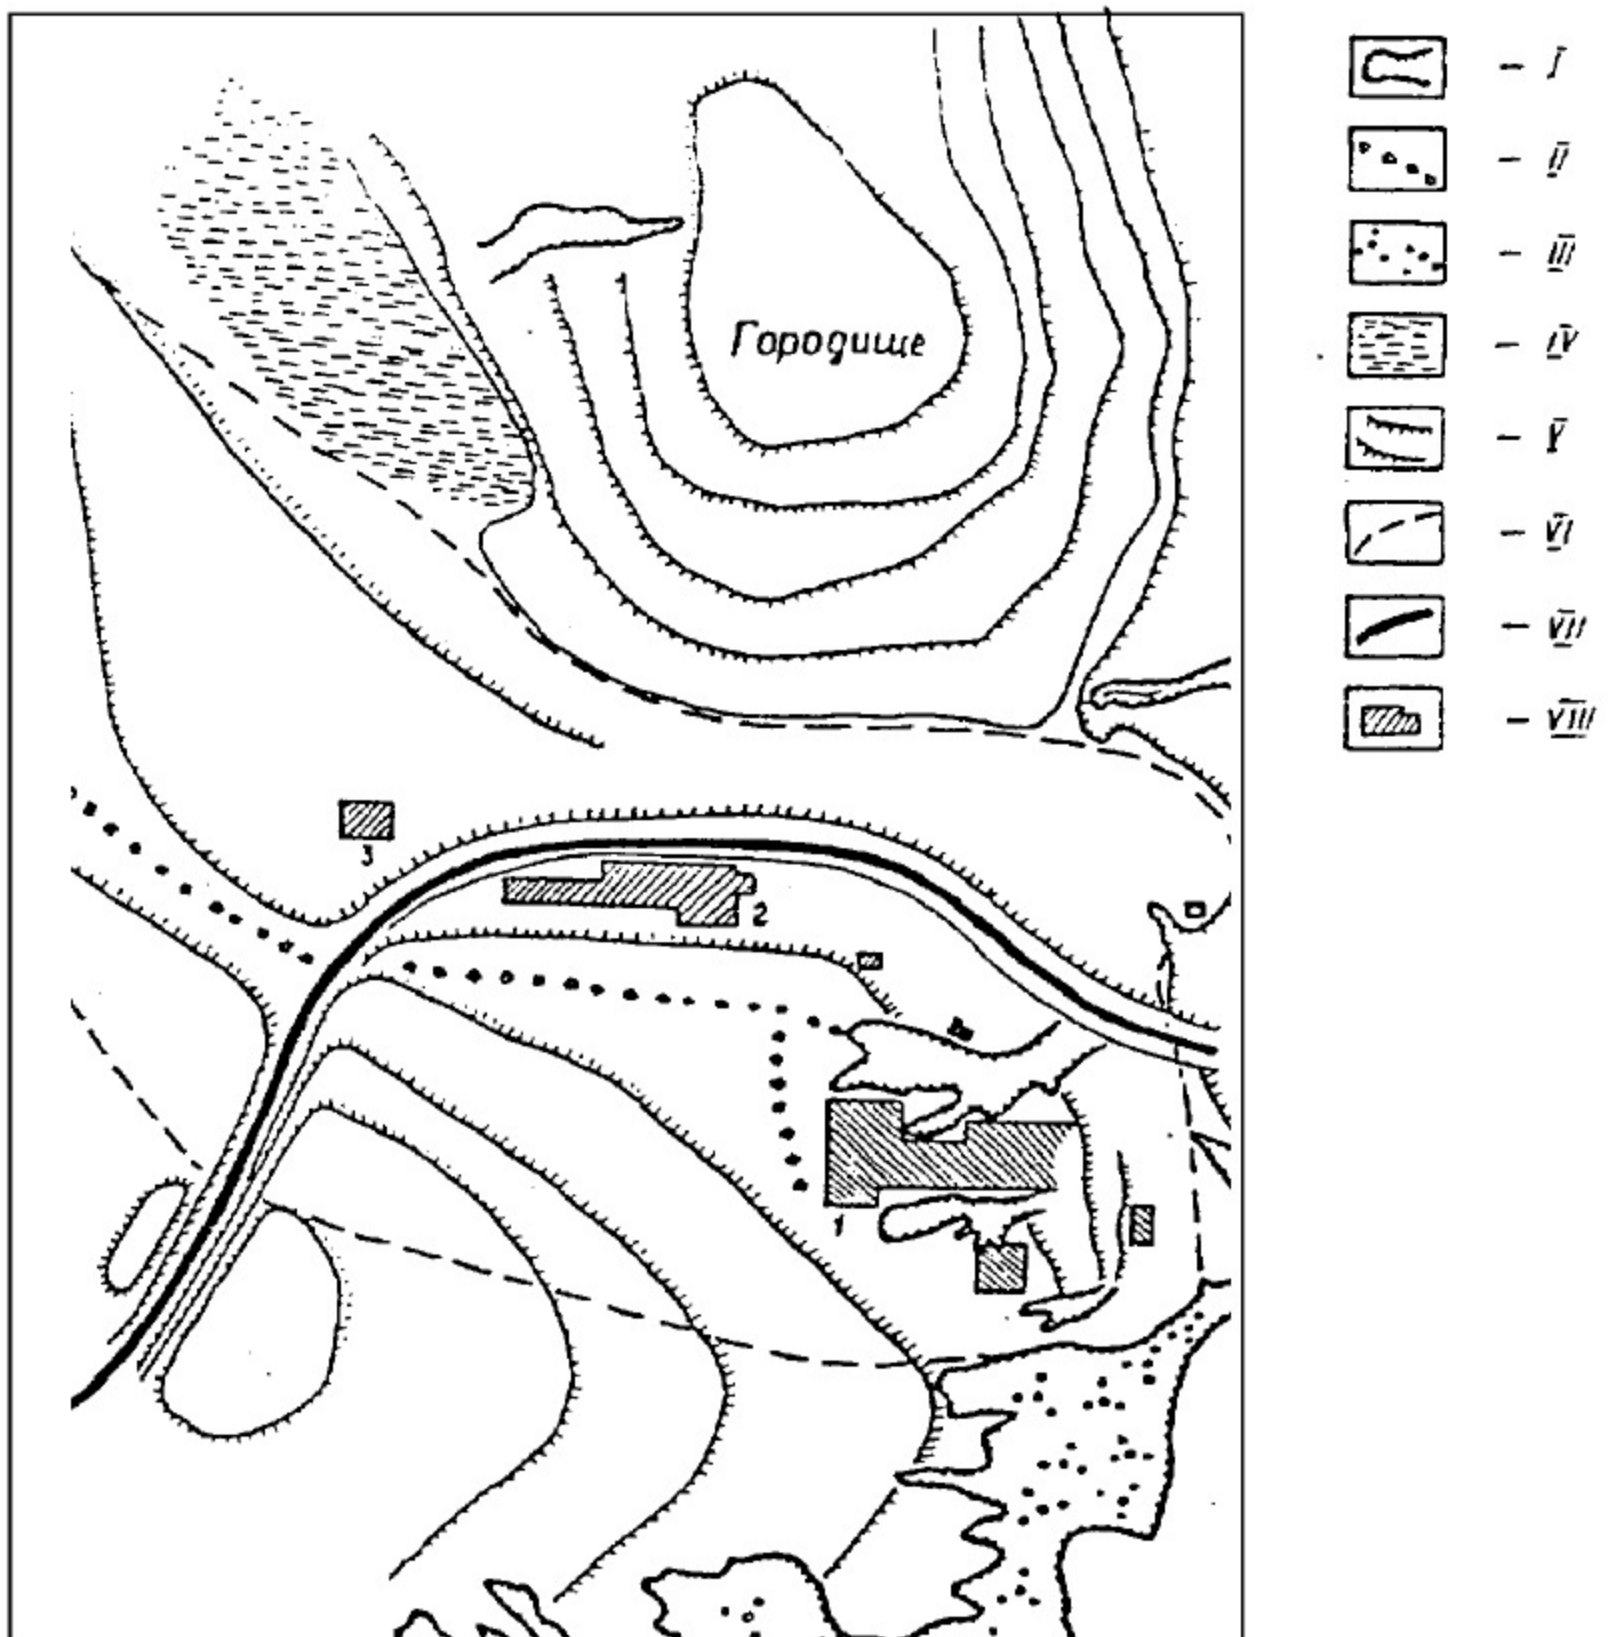 Городище
3
2
1
– I
– II
– III
– IV
– V
– VI
– VII
– VIII